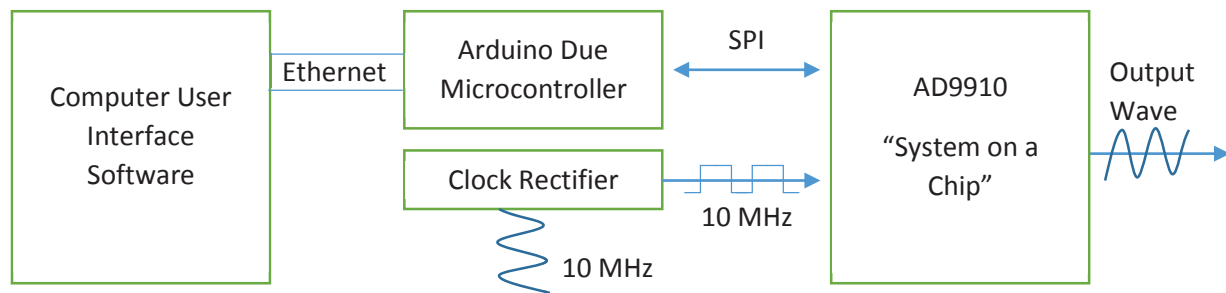 Computer User
Interface
Software
Ethernet
Arduino Due
Microcontroller
SPI
AD9910
“System on a
Chip”
Output
Wave
Clock Rectifier
10 MHz
10 MHz